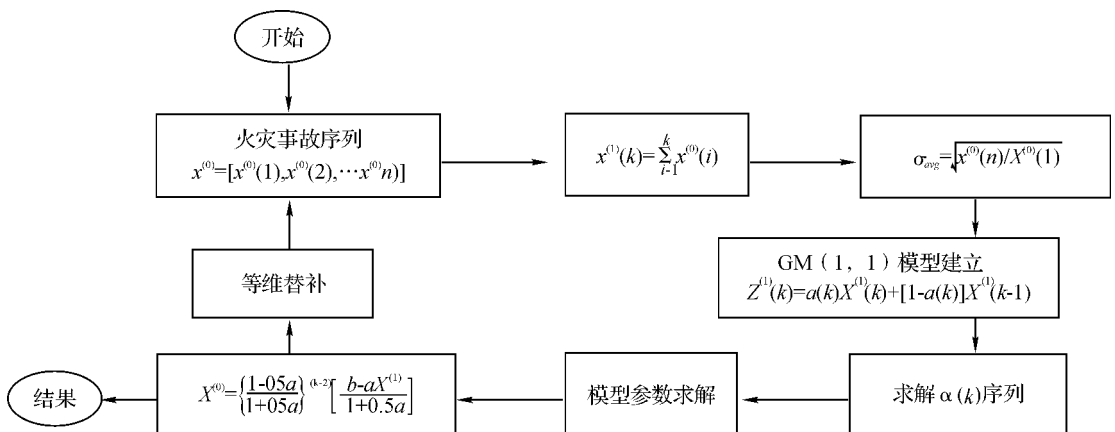 开始
火灾事故序列
x⁽⁰⁾=[x⁽⁰⁾(1),x⁽⁰⁾(2),⋯x⁽⁰⁾n)]
x⁽¹⁾(k)=∑_{i-1}^{k} x⁽⁰⁾(i)
σ_{avg}=√x⁽⁰⁾(n)/X⁽⁰⁾(1)
GM（1，1）模型建立
Z⁽¹⁾(k)=a(k)X⁽¹⁾(k)+[1-a(k)]X⁽¹⁾(k-1)
求解α(k)序列
模型参数求解
X⁽⁰⁾={1-05a/1+05a}^{(k-2)}[b-aX⁽¹⁾/1+0.5a]
等维替补
结果